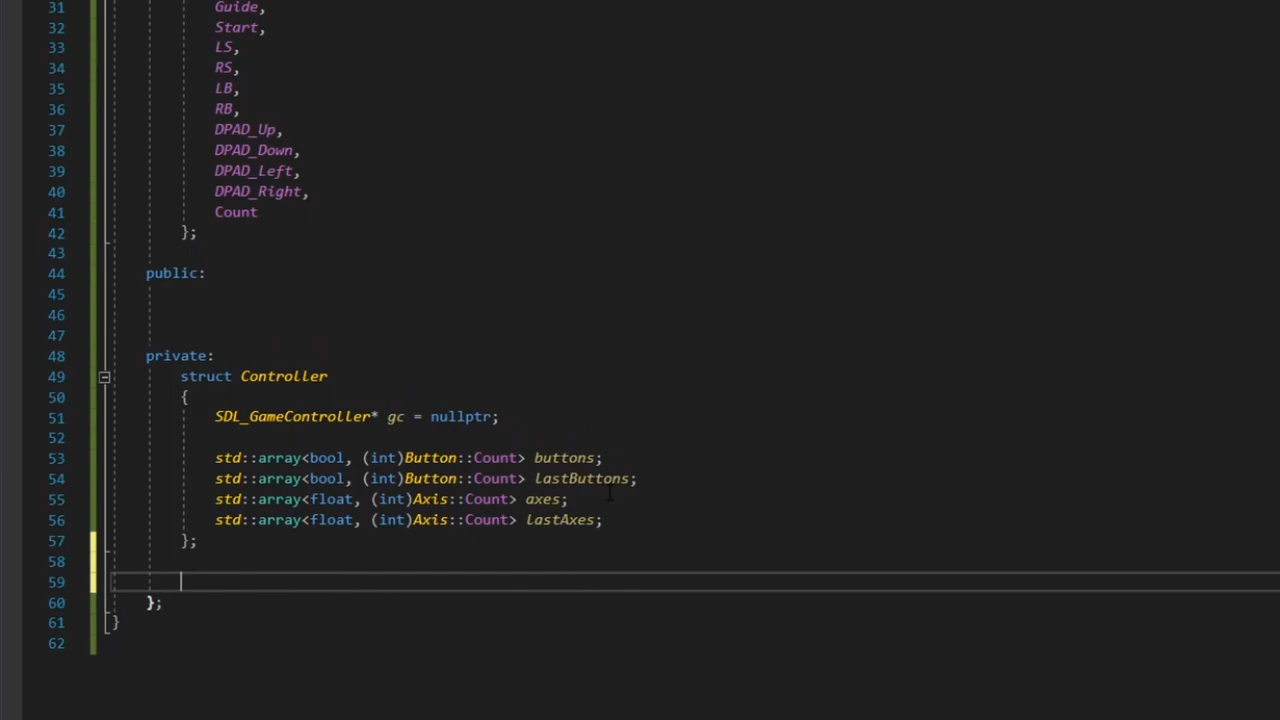 31 Guide,
32 Start,
33 LS,
34 RS,
35 LB,
36 RB,
37 DPAD_Up,
38 DPAD_Down,
39 DPAD_Left,
40 DPAD_Right,
41 Count
42 };
43
44 public:
45
46
47
48 private:
49 struct Controller
50 {
51 SDL_GameController* gc = nullptr;
52
53 std::array<bool, (int)Button::Count> buttons;
54 std::array<bool, (int)Button::Count> lastButtons;
55 std::array<float, (int)Axis::Count> axes;
56 std::array<float, (int)Axis::Count> lastAxes;
57 };
58
59
60 };
61 }
62